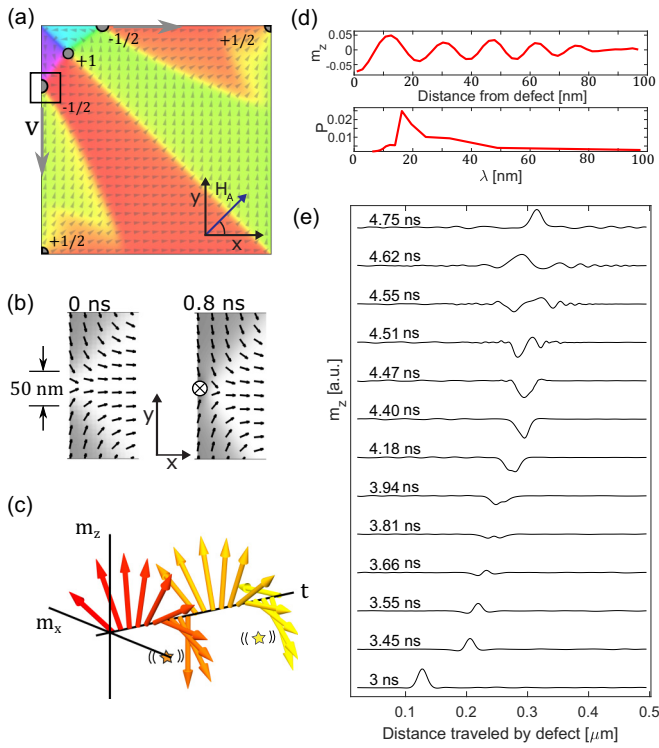 (a)
-1/2
+1/2
+1
-1/2
v
H_A
y
x
+1/2
(b)
0 ns
0.8 ns
50 nm
y
x
(c)
m_z
m_x
t
(( ))
(( ))
(d)
m_z
0.05
0
-0.05
0 20 40 60 80 100
Distance from defect [nm]
P
0.02
0.01
0 20 40 60 80 100
λ [nm]
(e)
m_z [a.u.]
4.75 ns
4.62 ns
4.55 ns
4.51 ns
4.47 ns
4.40 ns
4.18 ns
3.94 ns
3.81 ns
3.66 ns
3.55 ns
3.45 ns
3 ns
0.1 0.2 0.3 0.4 0.5
Distance traveled by defect [μm]